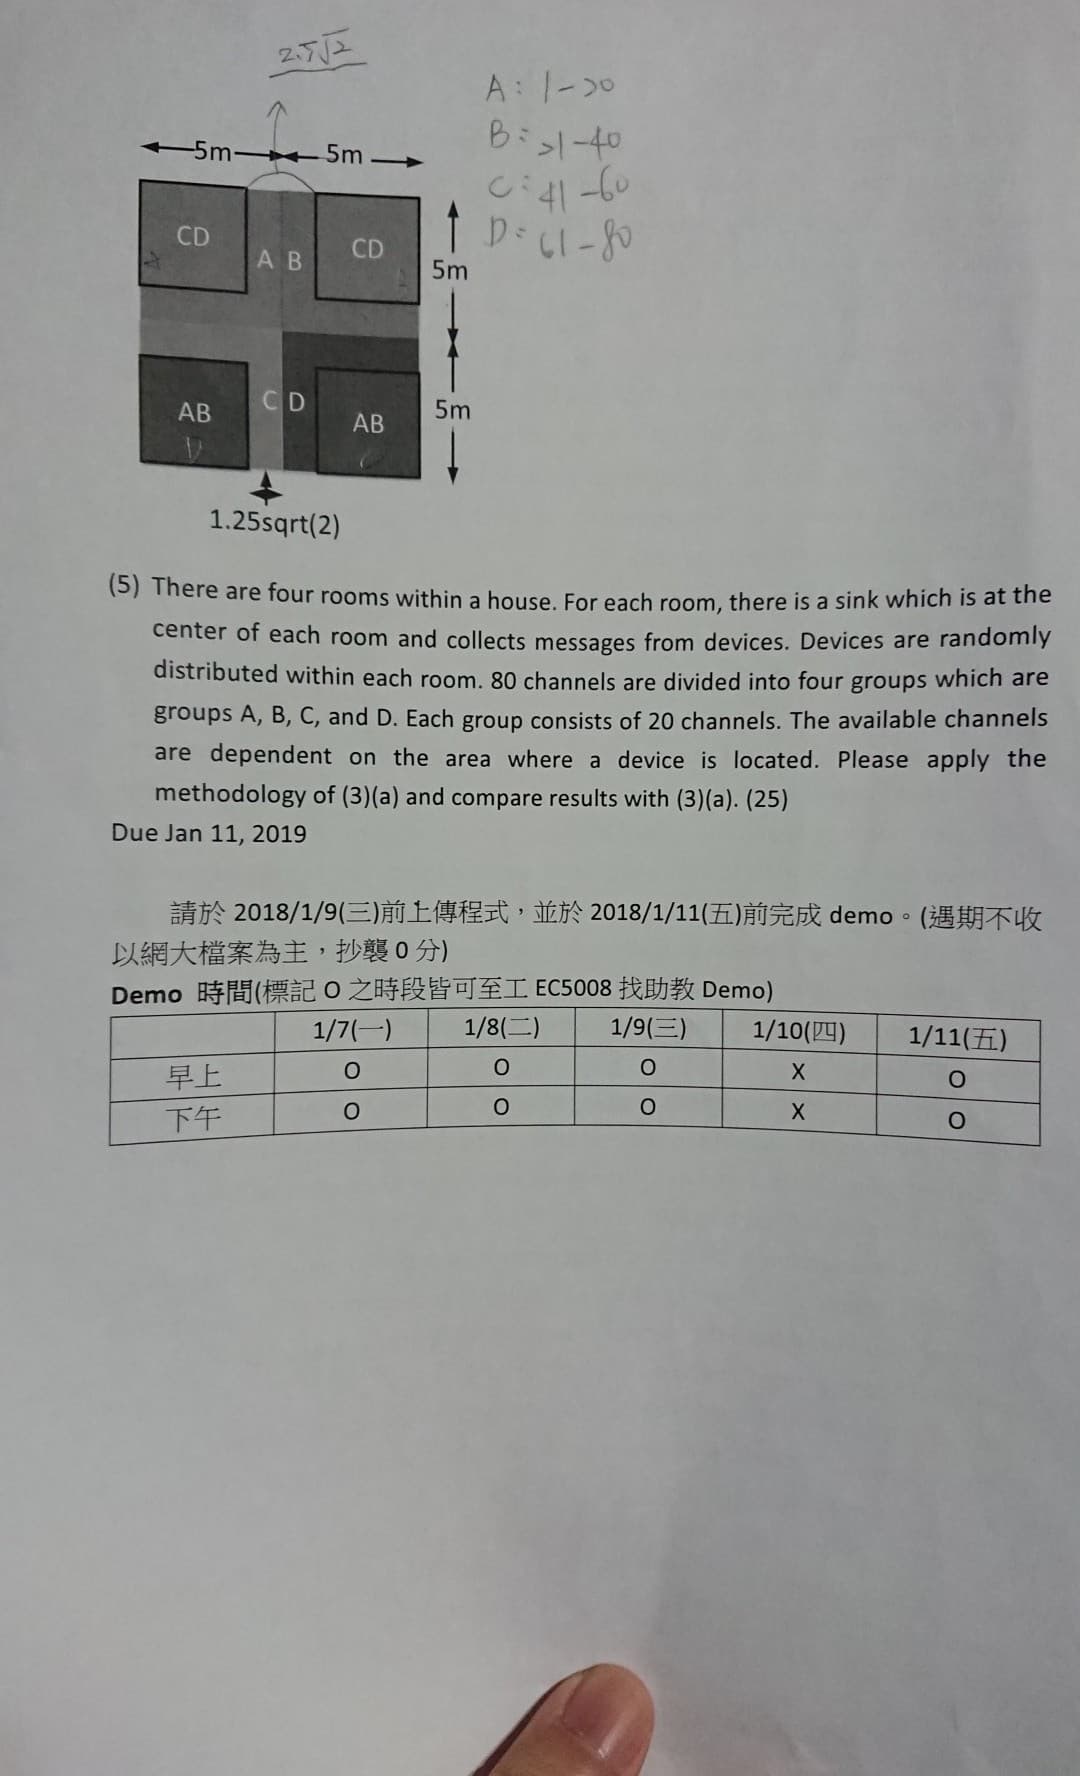 2.5√2
A: 1-20
5m 5m
B: 21-40
C: 41-60
CD A B CD
D: 61-80
5m
AB C D AB
5m
D C
1.25sqrt(2)
(5) There are four rooms within a house. For each room, there is a sink which is at the
center of each room and collects messages from devices. Devices are randomly
distributed within each room. 80 channels are divided into four groups which are
groups A, B, C, and D. Each group consists of 20 channels. The available channels
are dependent on the area where a device is located. Please apply the
methodology of (3)(a) and compare results with (3)(a). (25)
Due Jan 11, 2019
請於 2018/1/9(三)前上傳程式，並於 2018/1/11(五)前完成 demo。(遇期不收
以網大檔案為主，抄襲 0 分)
Demo 時間(標記 O 之時段皆可至工 EC5008 找助教 Demo)
1/7(一) 1/8(二) 1/9(三) 1/10(四) 1/11(五)
早上 O O O X O
下午 O O O X O